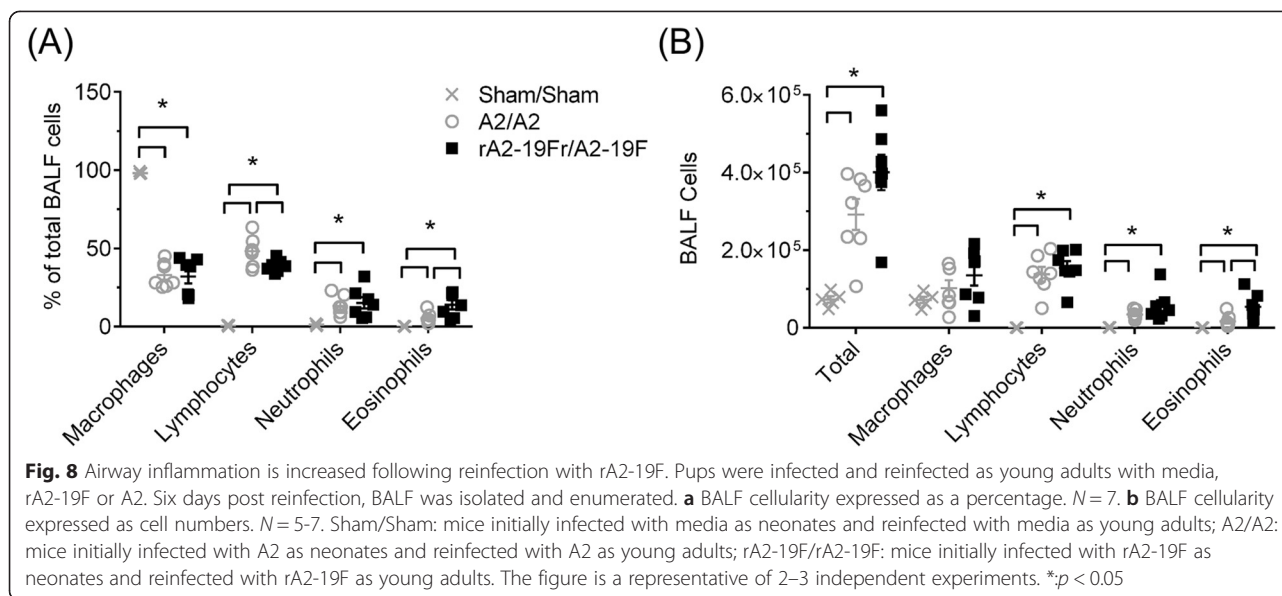 (A)
% of total BALF cells
150
100
50
0
*
*
*
*
Macrophages
Lymphocytes
Neutrophils
Eosinophils
Sham/Sham
A2/A2
rA2-19Fr/A2-19F
(B)
BALF Cells
6.0×10⁵
4.0×10⁵
2.0×10⁵
0
*
*
*
*
Total
Macrophages
Lymphocytes
Neutrophils
Eosinophils
Fig. 8 Airway inflammation is increased following reinfection with rA2-19F. Pups were infected and reinfected as young adults with media,
rA2-19F or A2. Six days post reinfection, BALF was isolated and enumerated. a BALF cellularity expressed as a percentage. N = 7. b BALF cellularity
expressed as cell numbers. N = 5-7. Sham/Sham: mice initially infected with media as neonates and reinfected with media as young adults; A2/A2:
mice initially infected with A2 as neonates and reinfected with A2 as young adults; rA2-19F/rA2-19F: mice initially infected with rA2-19F as
neonates and reinfected with rA2-19F as young adults. The figure is a representative of 2–3 independent experiments. *:p < 0.05